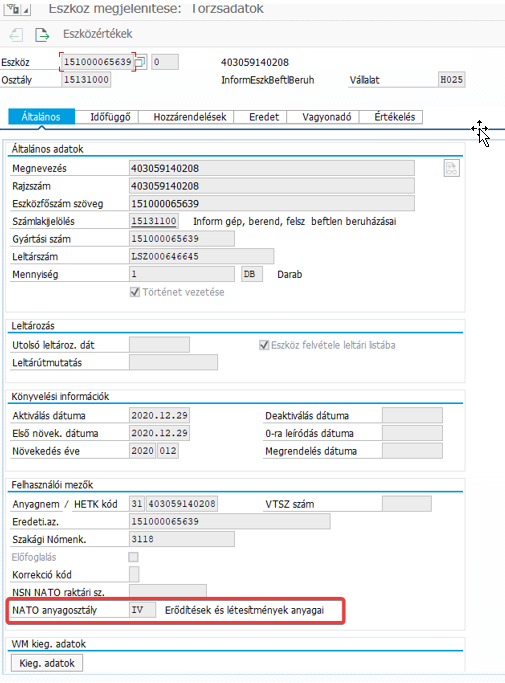 Eszköz megjelenítése: Törzsadatok
Eszközértékek
Eszköz 151000065639 0 403059140208
Osztály 15131000 InformEszkBeftlBeruh Vállalat H025
Általános Időfüggő Hozzárendelések Eredet Vagyonadó Értékelés
Általános adatok
Megnevezés 403059140208
Rajzszám 403059140208
Eszközfőszám szöveg 151000065639
Számlakijelölés 15131100 Inform gép, berend, felsz beftlen beruházásai
Gyártási szám 151000065639
Leltárszám LSZ000646645
Mennyiség 1 DB Darab
Történet vezetése
Leltározás
Utolsó leltároz. dát Eszköz felvétele leltári listába
Leltárútmutatás
Könyvelési információk
Aktiválás dátuma 2020.12.29 Deaktiválás dátuma
Első növek. dátuma 2020.12.29 0-ra leíródás dátuma
Növekedés éve 2020 012 Megrendelés dátuma
Felhasználói mezők
Anyagnem / HETK kód 31 403059140208 VTSZ szám
Eredeti.az. 151000065639
Szakági Nómenk. 3118
Előfoglalás
Korrekció kód
NSN NATO raktári sz.
NATO anyagosztály IV Erődítések és létesítmények anyagai
WM kieg. adatok
Kieg. adatok